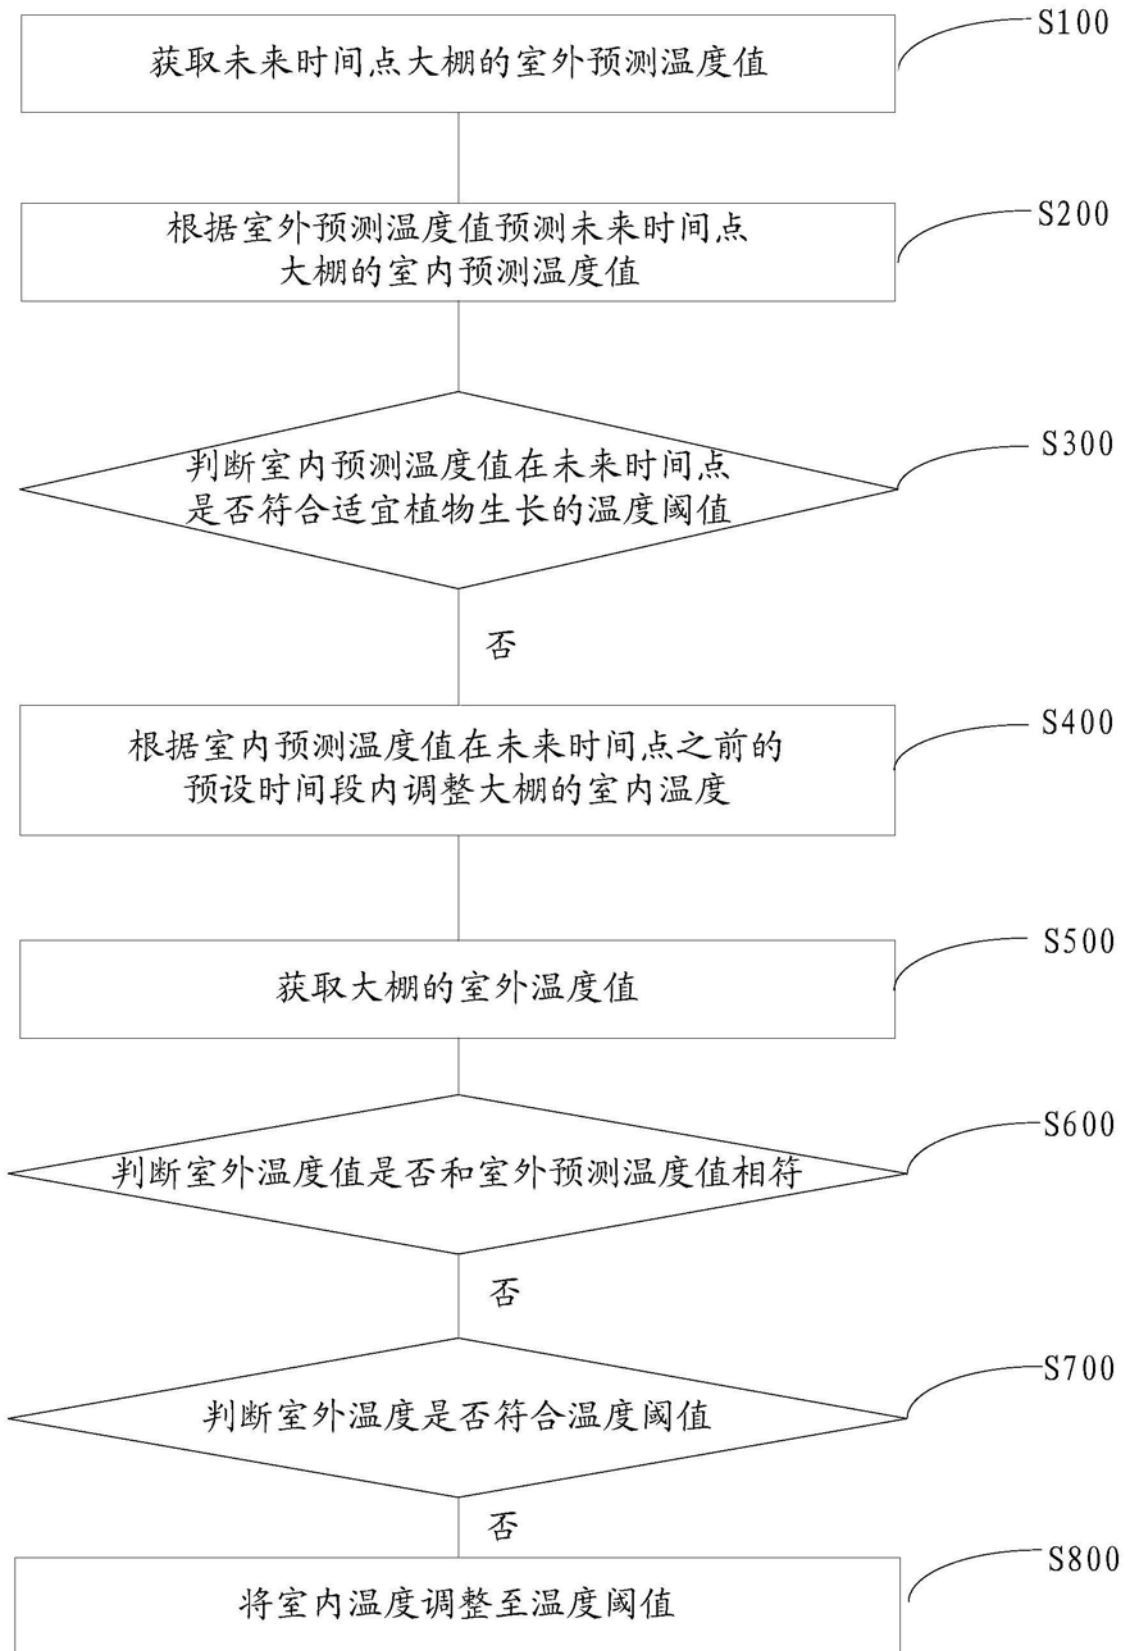 S100
获取未来时间点大棚的室外预测温度值
S200
根据室外预测温度值预测未来时间点
大棚的室内预测温度值
S300
判断室内预测温度值在未来时间点
是否符合适宜植物生长的温度阈值
否
S400
根据室内预测温度值在未来时间点之前的
预设时间段内调整大棚的室内温度
S500
获取大棚的室外温度值
S600
判断室外温度值是否和室外预测温度值相符
否
S700
判断室外温度是否符合温度阈值
否
S800
将室内温度调整至温度阈值